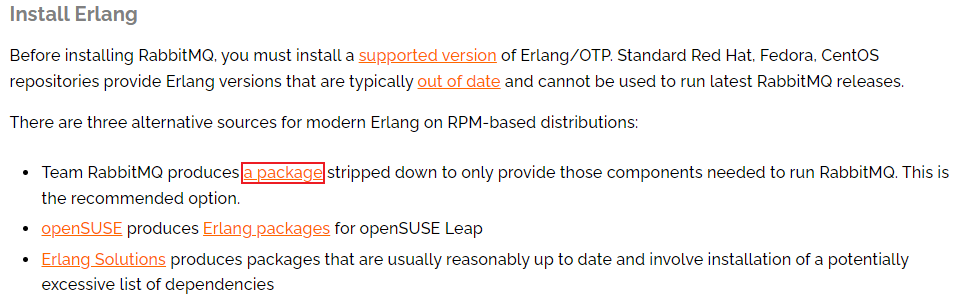 Install Erlang
Before installing RabbitMQ, you must install a supported version of Erlang/OTP. Standard Red Hat, Fedora, CentOS
repositories provide Erlang versions that are typically out of date and cannot be used to run latest RabbitMQ releases.
There are three alternative sources for modern Erlang on RPM-based distributions:
• Team RabbitMQ produces a package stripped down to only provide those components needed to run RabbitMQ. This is
the recommended option.
• openSUSE produces Erlang packages for openSUSE Leap
• Erlang Solutions produces packages that are usually reasonably up to date and involve installation of a potentially
excessive list of dependencies